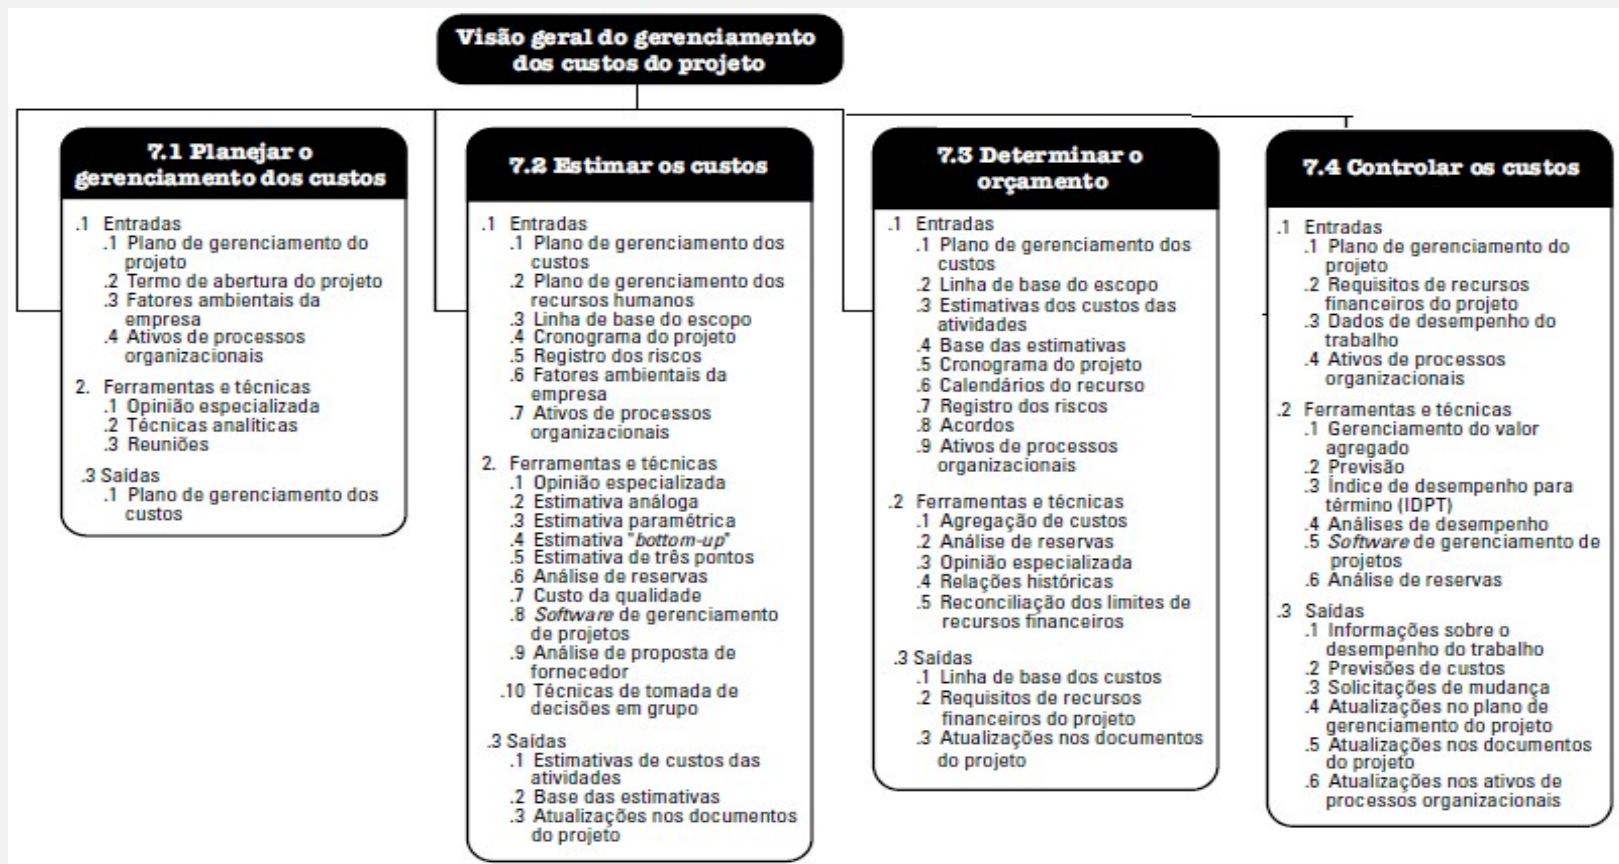 Visão geral do gerenciamento
dos custos do projeto
7.1 Planejar o
gerenciamento dos custos
.1 Entradas
.1 Plano de gerenciamento do
projeto
.2 Termo de abertura do projeto
.3 Fatores ambientais da
empresa
.4 Ativos de processos
organizacionais
2. Ferramentas e técnicas
.1 Opinião especializada
.2 Técnicas analíticas
.3 Reuniões
.3 Saídas
.1 Plano de gerenciamento dos
custos
7.2 Estimar os custos
.1 Entradas
.1 Plano de gerenciamento dos
custos
.2 Plano de gerenciamento dos
recursos humanos
.3 Linha de base do escopo
.4 Cronograma do projeto
.5 Registro dos riscos
.6 Fatores ambientais da
empresa
.7 Ativos de processos
organizacionais
2. Ferramentas e técnicas
.1 Opinião especializada
.2 Estimativa análoga
.3 Estimativa paramétrica
.4 Estimativa "bottom-up"
.5 Estimativa de três pontos
.6 Análise de reservas
.7 Custo da qualidade
.8 Software de gerenciamento
de projetos
.9 Análise de proposta de
fornecedor
.10 Técnicas de tomada de
decisões em grupo
.3 Saídas
.1 Estimativas de custos das
atividades
.2 Base das estimativas
.3 Atualizações nos documentos
do projeto
7.3 Determinar o
orçamento
.1 Entradas
.1 Plano de gerenciamento dos
custos
.2 Linha de base do escopo
.3 Estimativas dos custos das
atividades
.4 Base das estimativas
.5 Cronograma do projeto
.6 Calendários do recurso
.7 Registro dos riscos
.8 Acordos
.9 Ativos de processos
organizacionais
.2 Ferramentas e técnicas
.1 Agregação de custos
.2 Análise de reservas
.3 Opinião especializada
.4 Relações históricas
.5 Reconciliação dos limites de
recursos financeiros
.3 Saídas
.1 Linha de base dos custos
.2 Requisitos de recursos
financeiros do projeto
.3 Atualizações nos documentos
do projeto
7.4 Controlar os custos
.1 Entradas
.1 Plano de gerenciamento do
projeto
.2 Requisitos de recursos
financeiros do projeto
.3 Dados de desempenho do
trabalho
.4 Ativos de processos
organizacionais
.2 Ferramentas e técnicas
.1 Gerenciamento do valor
agregado
.2 Previsão
.3 Índice de desempenho para
término (IDPT)
.4 Análises de desempenho
.5 Software de gerenciamento de
projetos
.6 Análise de reservas
.3 Saídas
.1 Informações sobre o
desempenho do trabalho
.2 Previsões de custos
.3 Solicitações de mudança
.4 Atualizações no plano de
gerenciamento do projeto
.5 Atualizações nos documentos
do projeto
.6 Atualizações nos ativos de
processos organizacionais